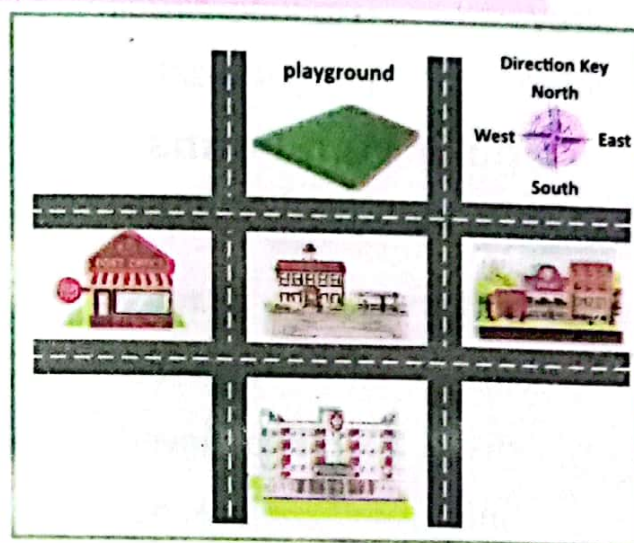 playground
Direction Key
North
West East
South
POST OFFICE